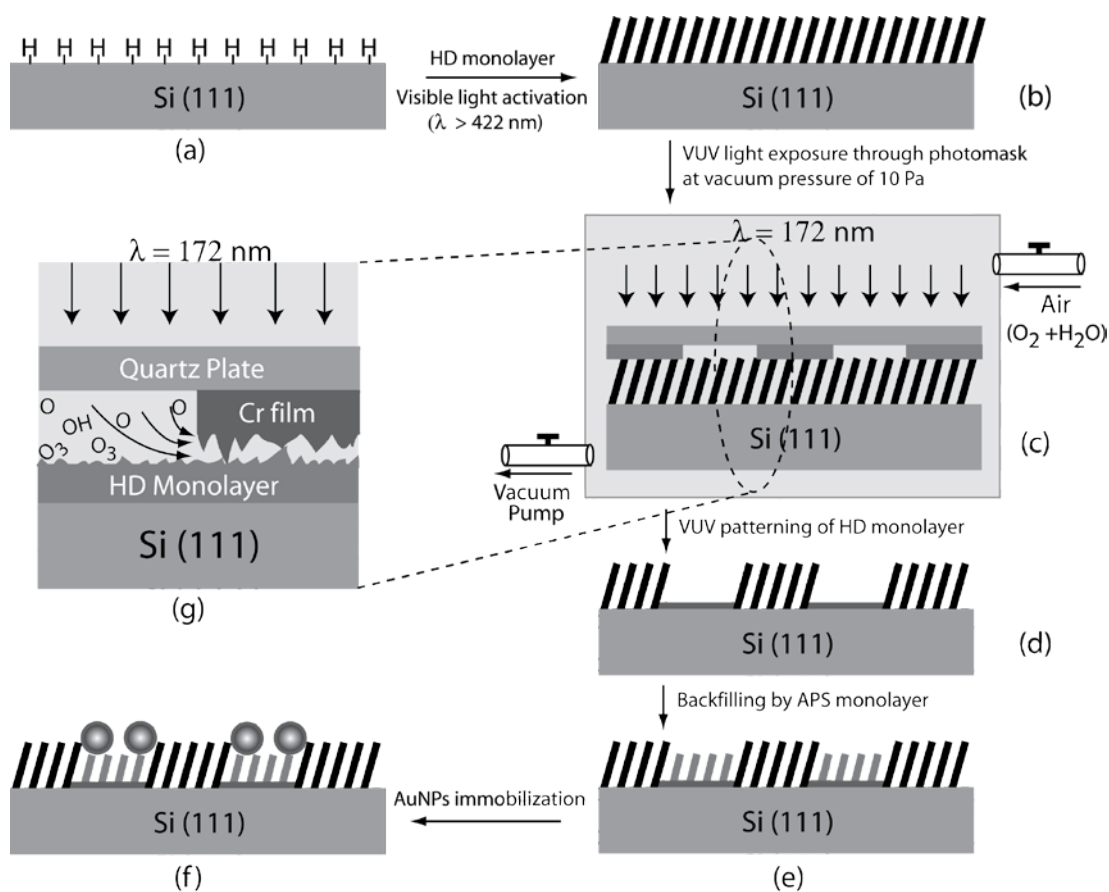 H H H H H H H H H H H
Si (111)
(a)
HD monolayer
Visible light activation
(λ > 422 nm)
Si (111)
(b)
VUV light exposure through photomask
at vacuum pressure of 10 Pa
λ = 172 nm
Air
(O₂ +H₂O)
Si (111)
(c)
Vacuum
Pump
λ = 172 nm
Quartz Plate
Cr film
O
OH
O
O
O₃
O₃
HD Monolayer
Si (111)
(g)
VUV patterning of HD monolayer
Si (111)
(d)
Backfilling by APS monolayer
Si (111)
(e)
AuNPs immobilization
Si (111)
(f)